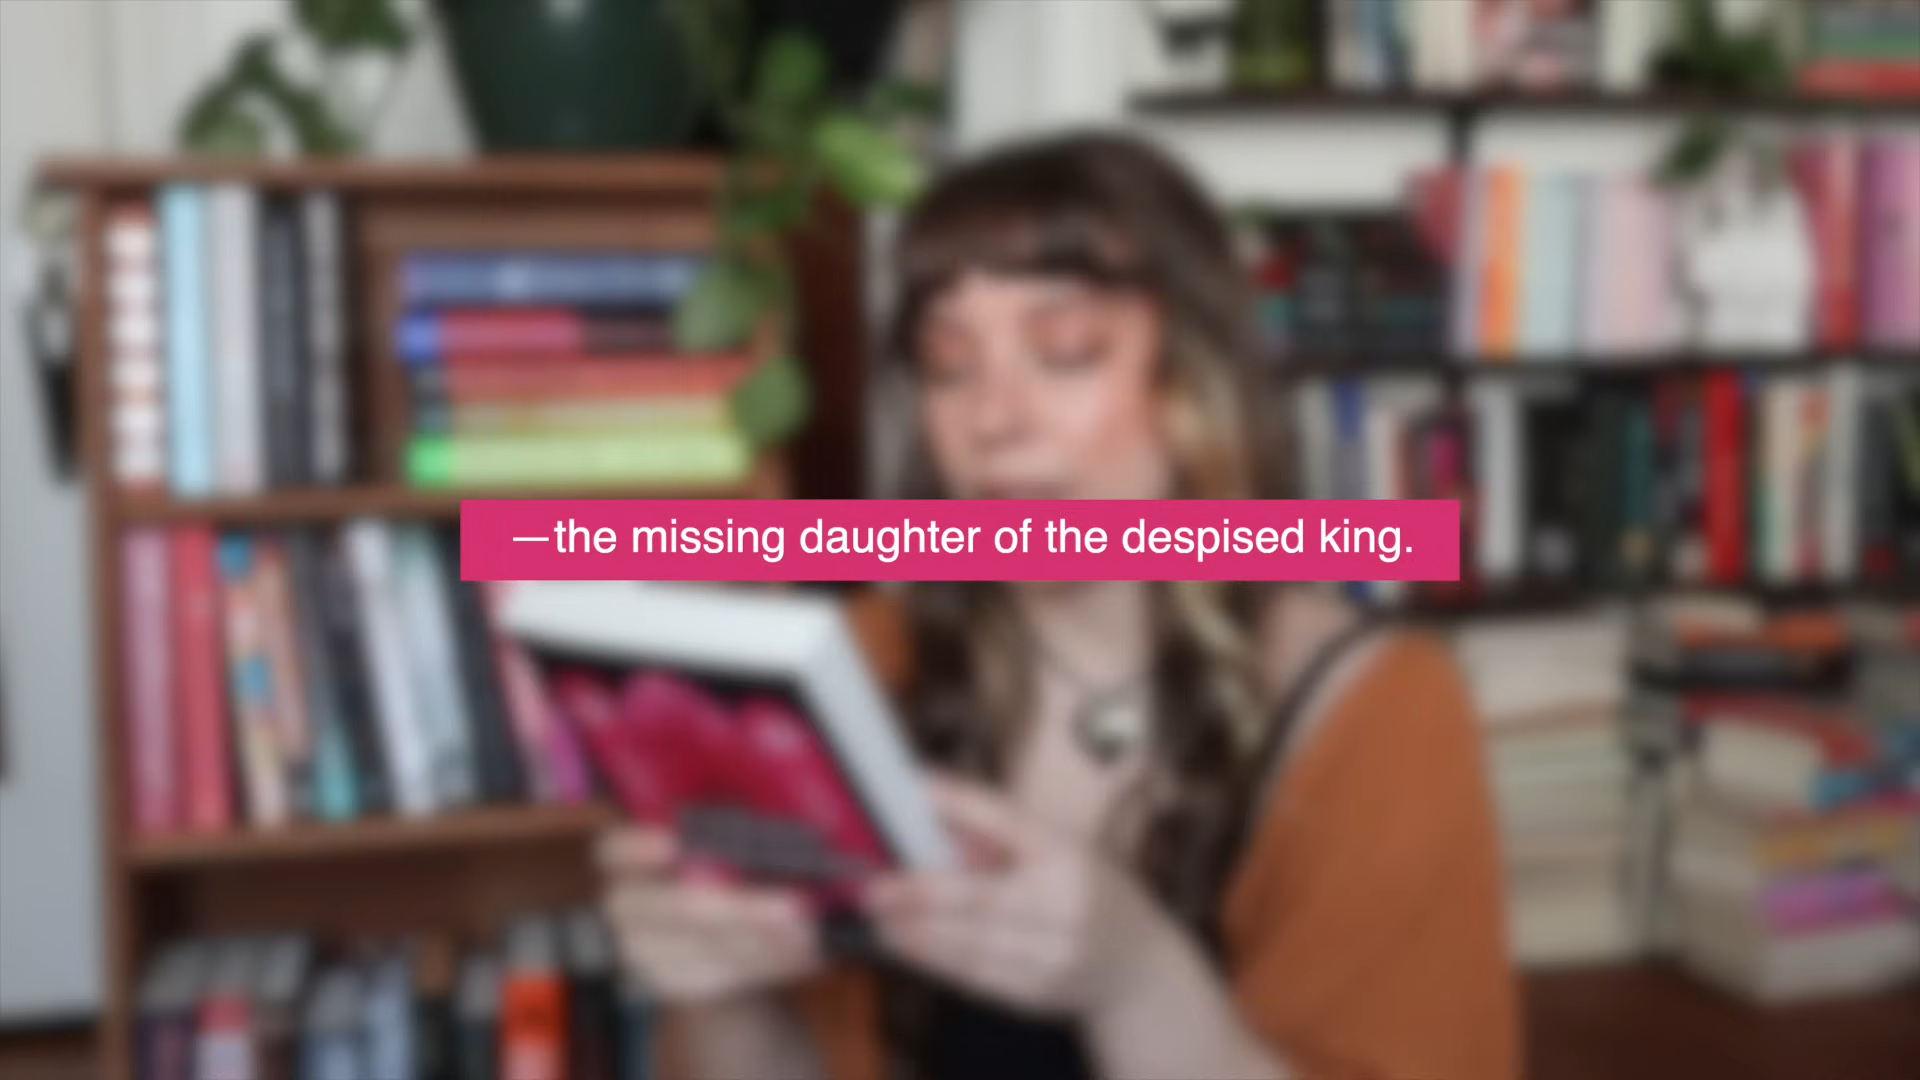 —the missing daughter of the despised king.